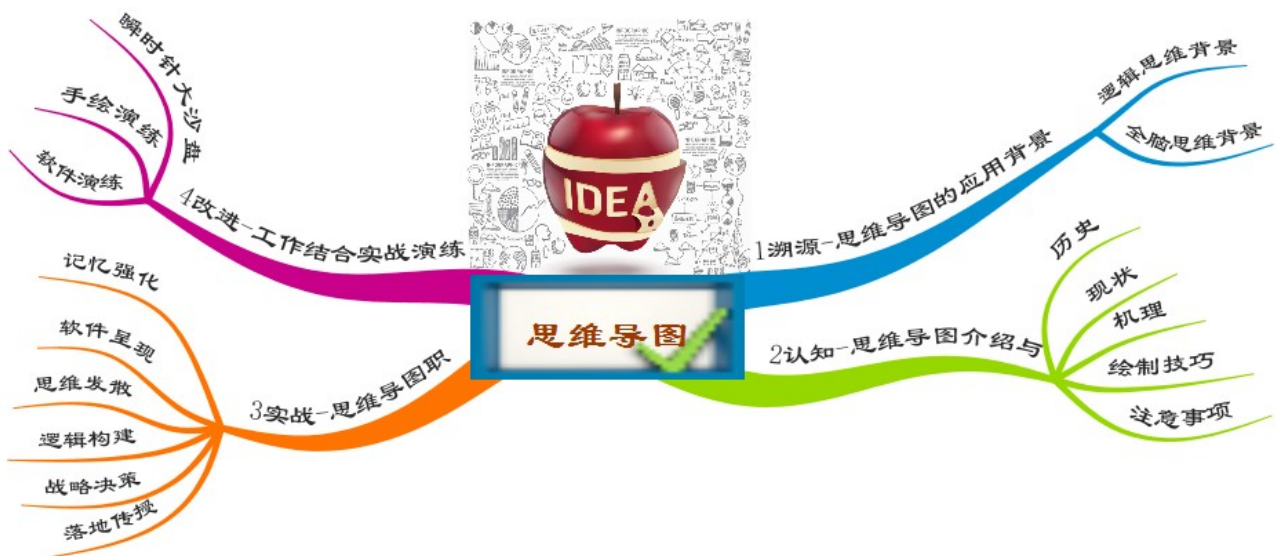 思维导图
IDEA
1溯源-思维导图的应用背景
逻辑思维背景
全脑思维背景
2认知-思维导图介绍与
历史
现状
机理
绘制技巧
注意事项
3实战-思维导图职
记忆强化
软件呈现
思维发散
逻辑构建
战略决策
落地传授
4改进-工作结合实战演练
瞬时针大沙盘
手绘演练
软件演练
INFOGRAPHIC
INFOGRAPHIC
INFOGRAPHIC